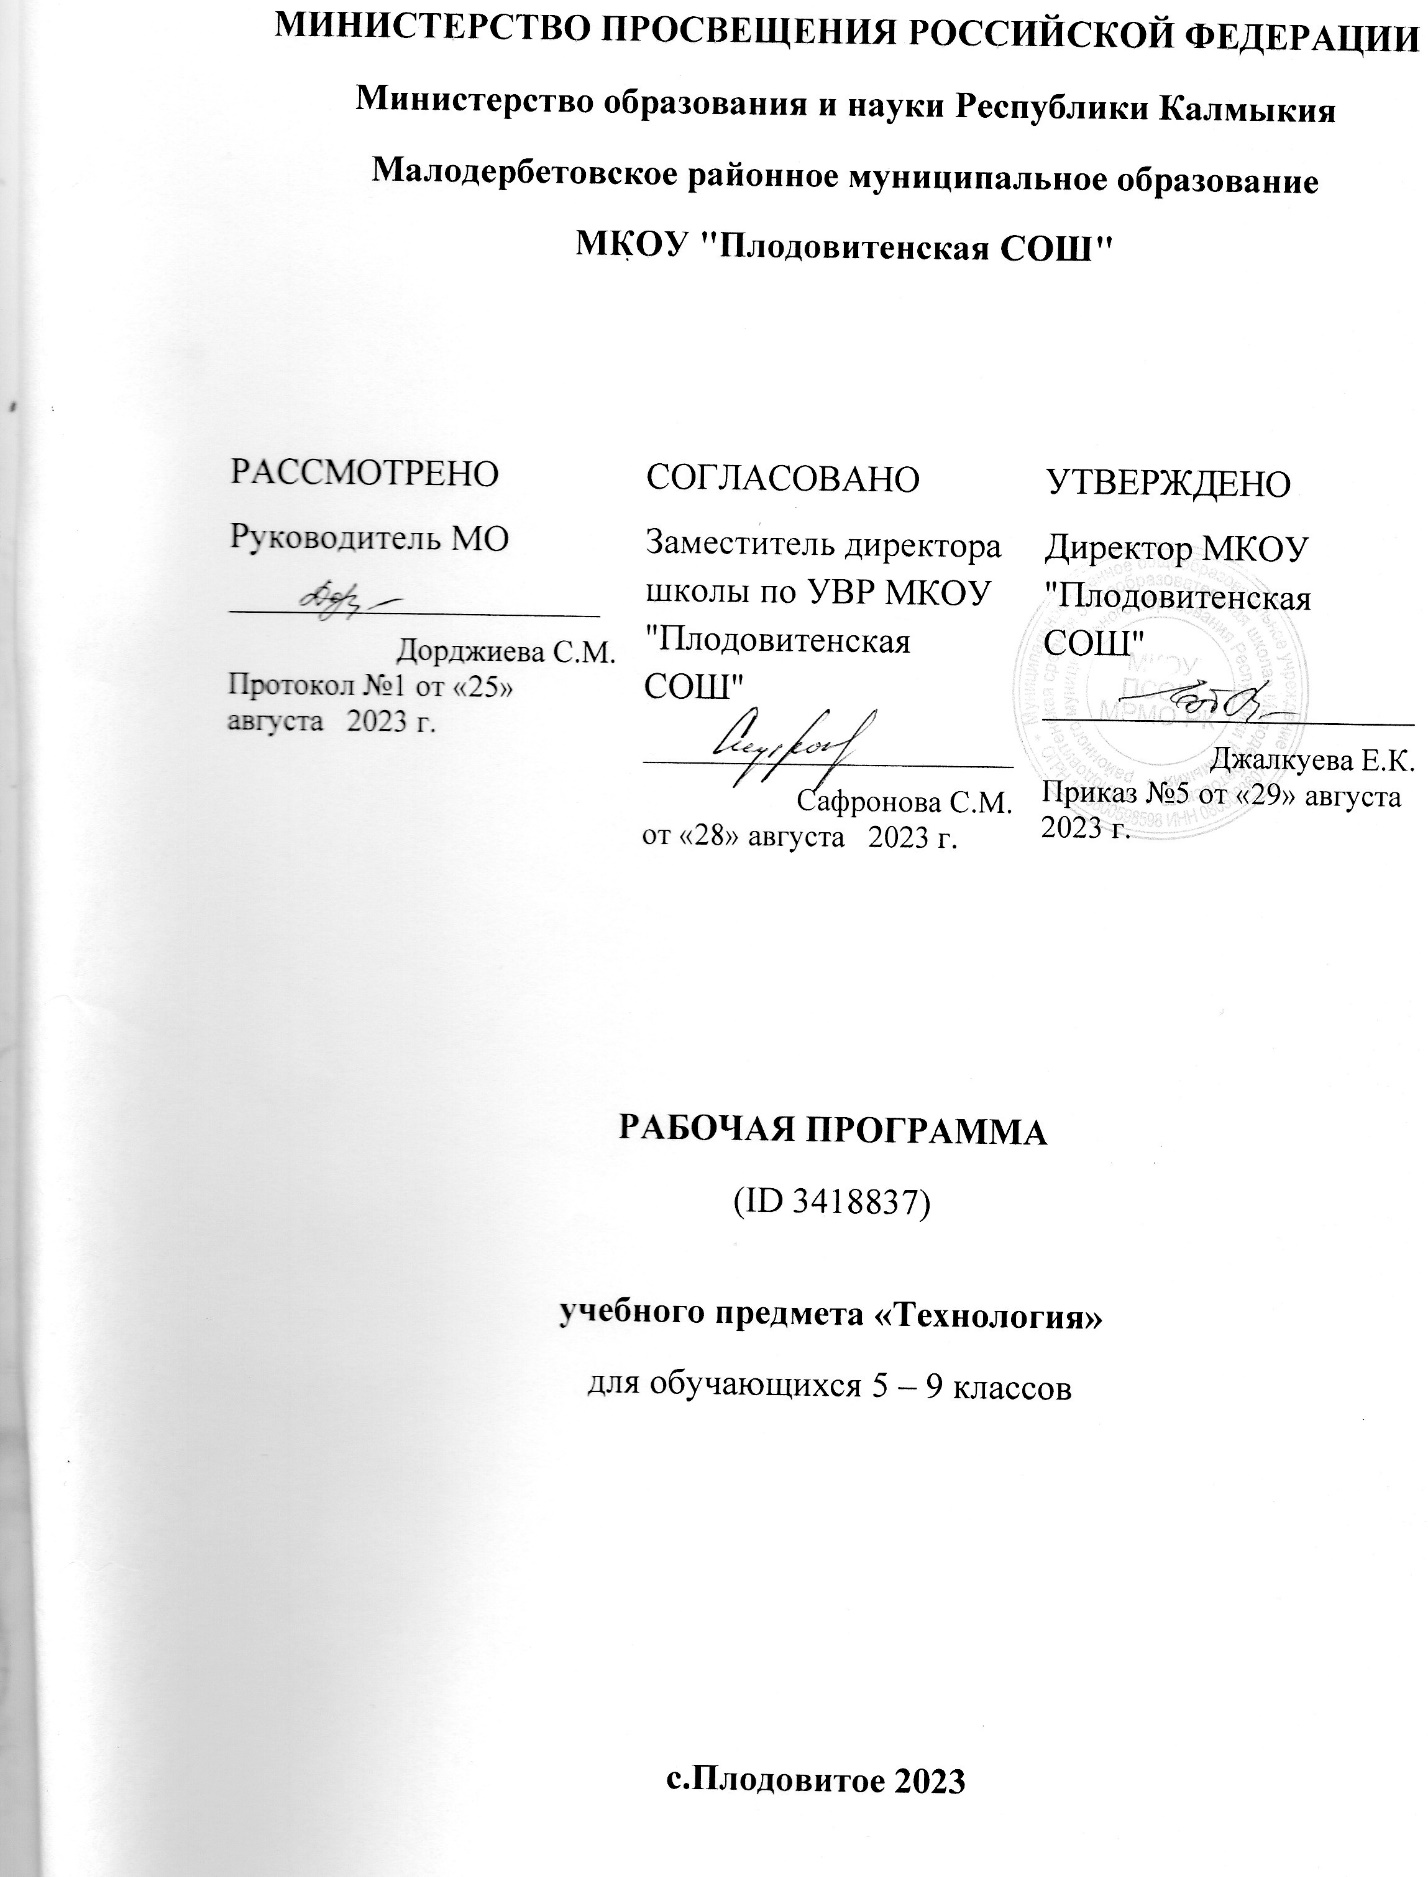 МИНИСТЕРСТВО ПРОСВЕЩЕНИЯ РОССИЙСКОЙ ФЕДЕРАЦИИ
Министерство образования и науки Республики Калмыкия
Малодербетовское районное муниципальное образование
МКОУ "Плодовитенская СОШ"
РАССМОТРЕНО
Руководитель МО
Дорджиева С.М.
Протокол №1 от «25»
августа 2023 г.
СОГЛАСОВАНО
Заместитель директора
школы по УВР МКОУ
"Плодовитенская
СОШ"
Сафронова С.М.
от «28» августа 2023 г.
УТВЕРЖДЕНО
Директор МКОУ
"Плодовитенская
СОШ"
Джалкуева Е.К.
Приказ №5 от «29» августа
2023 г.
МКОУ
МРМО РК
РАБОЧАЯ ПРОГРАММА
(ID 3418837)
учебного предмета «Технология»
для обучающихся 5 – 9 классов
с.Плодовитое 2023